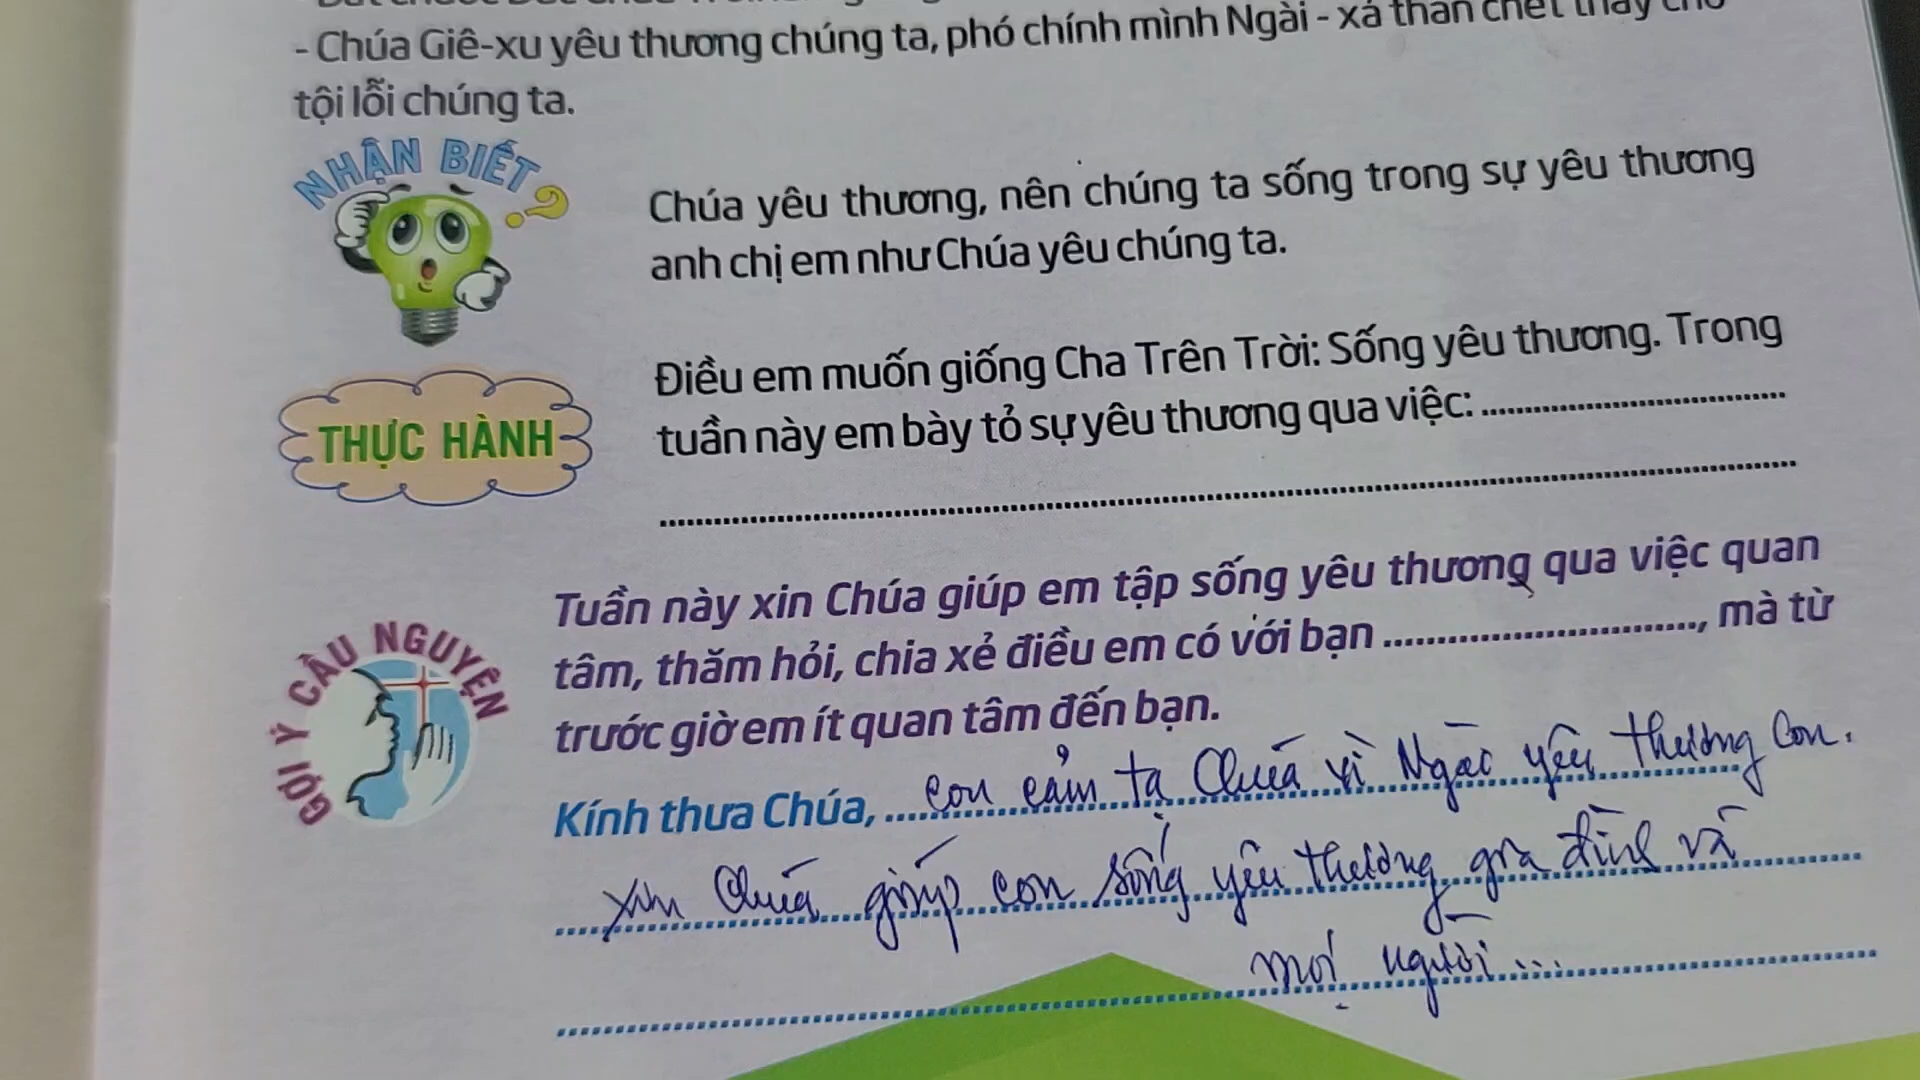 - Chúa Giê-xu yêu thương chúng ta, phó chính mình Ngài - xả thân chết thay cho
tội lỗi chúng ta.
NHẬN BIẾT?
Chúa yêu thương, nên chúng ta sống trong sự yêu thương
anh chị em như Chúa yêu chúng ta.
THỰC HÀNH
Điều em muốn giống Cha Trên Trời: Sống yêu thương. Trong
tuần này em bày tỏ sự yêu thương qua việc: ..............................
..............................
GỢI Ý CẦU NGUYỆN
Tuần này xin Chúa giúp em tập sống yêu thương qua việc quan
tâm, thăm hỏi, chia xẻ điều em có với bạn .............................., mà từ
trước giờ em ít quan tâm đến bạn.
Kính thưa Chúa, ... con cảm tạ Chúa vì Ngài yêu thương con.
xin Chúa giúp con sống yêu thương gia đình và
mọi người ...